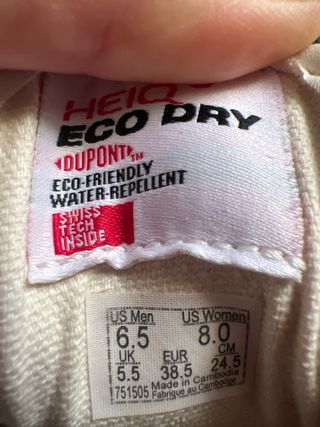 HEIQ
ECO DRY
DUPONT™
ECO-FRIENDLY
WATER-REPELLENT
SWISS
TECH
INSIDE
US Men US Women
6.5 8.0
UK EUR CM
5.5 38.5 24.5
751505 Made in Cambodia
Fabriqué au Cambodge